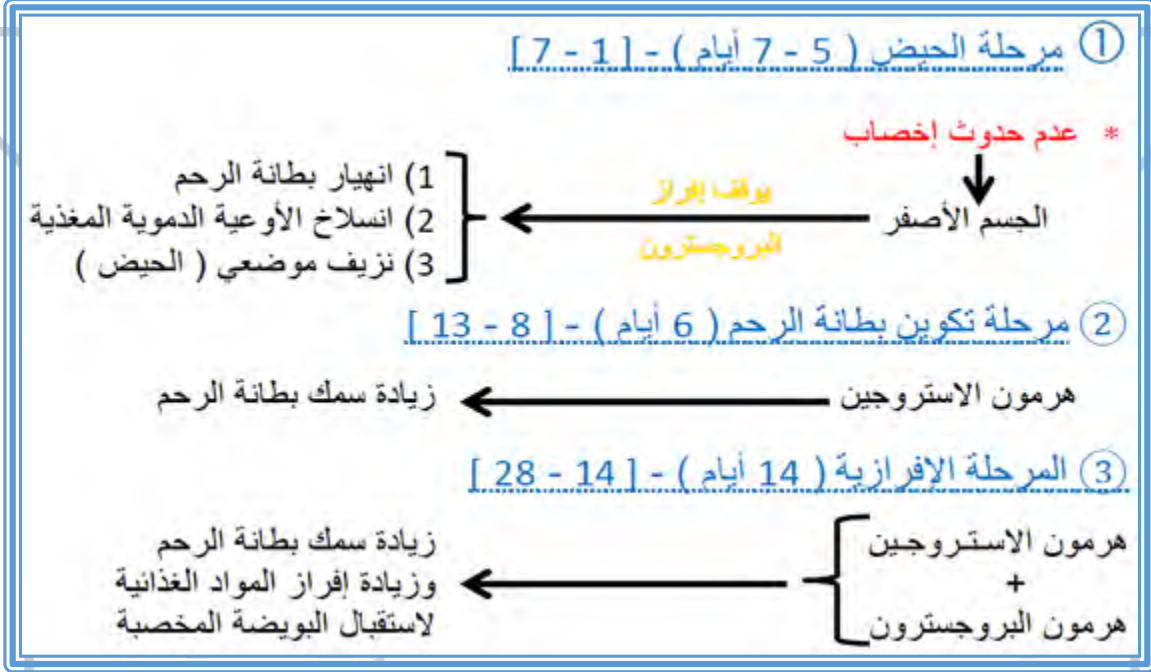 ① مرحلة الحيض ( 5 - 7 أيام ) - [ 1 - 7 ]
* عدم حدوث إخصاب
الجسم الأصفر
يوقف إفراز
البروجسترون
1) انهيار بطانة الرحم
2) انسلاخ الأوعية الدموية المغذية
3) نزيف موضعي ( الحيض )
② مرحلة تكوين بطانة الرحم ( 6 أيام ) - [ 8 - 13 ]
هرمون الاستروجين
زيادة سمك بطانة الرحم
③ المرحلة الإفرازية ( 14 أيام ) - [ 14 - 28 ]
هرمون الاستروجين
+
هرمون البروجسترون
زيادة سمك بطانة الرحم
وزيادة إفراز المواد الغذائية
لاستقبال البويضة المخصبة